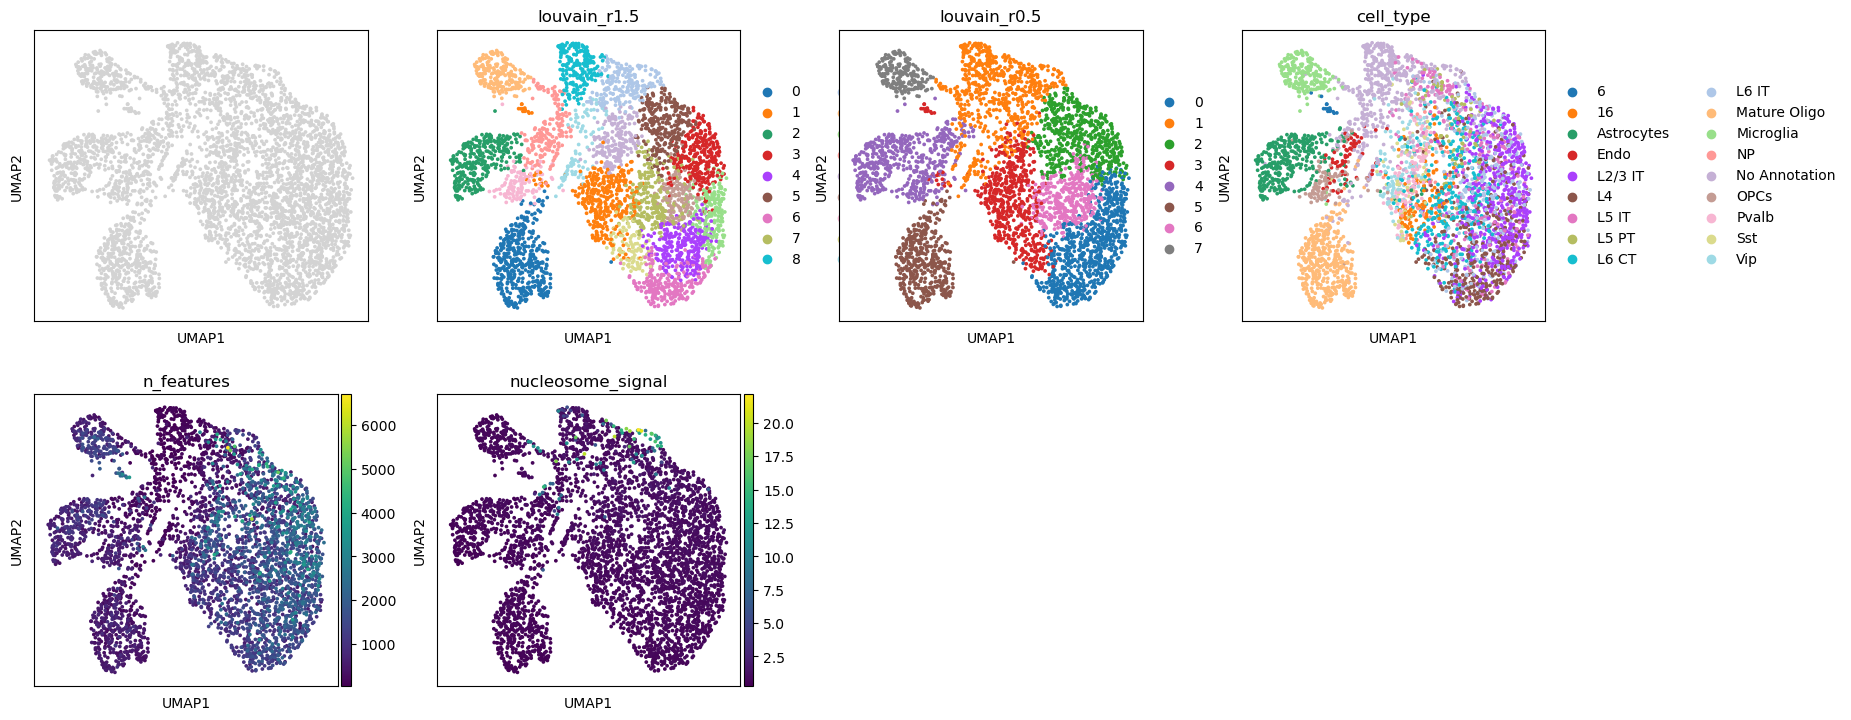 UMAP2
UMAP1
louvain_r1.5
UMAP2
UMAP1
0
1
2
3
4
5
6
7
8
louvain_r0.5
UMAP2
UMAP1
0
1
2
3
4
5
6
7
cell_type
UMAP2
UMAP1
6
16
Astrocytes
Endo
L2/3 IT
L4
L5 IT
L5 PT
L6 CT
L6 IT
Mature Oligo
Microglia
NP
No Annotation
OPCs
Pvalb
Sst
Vip
n_features
UMAP2
UMAP1
6000
5000
4000
3000
2000
1000
nucleosome_signal
UMAP2
UMAP1
20.0
17.5
15.0
12.5
10.0
7.5
5.0
2.5